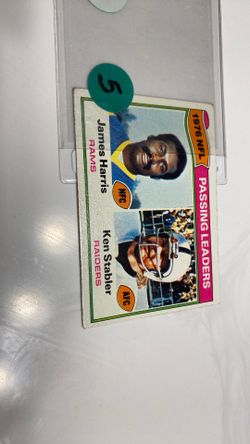 5
1976 NFL
PASSING LEADERS
NFC
James Harris
RAMS
AFC
Ken Stabler
RAIDERS